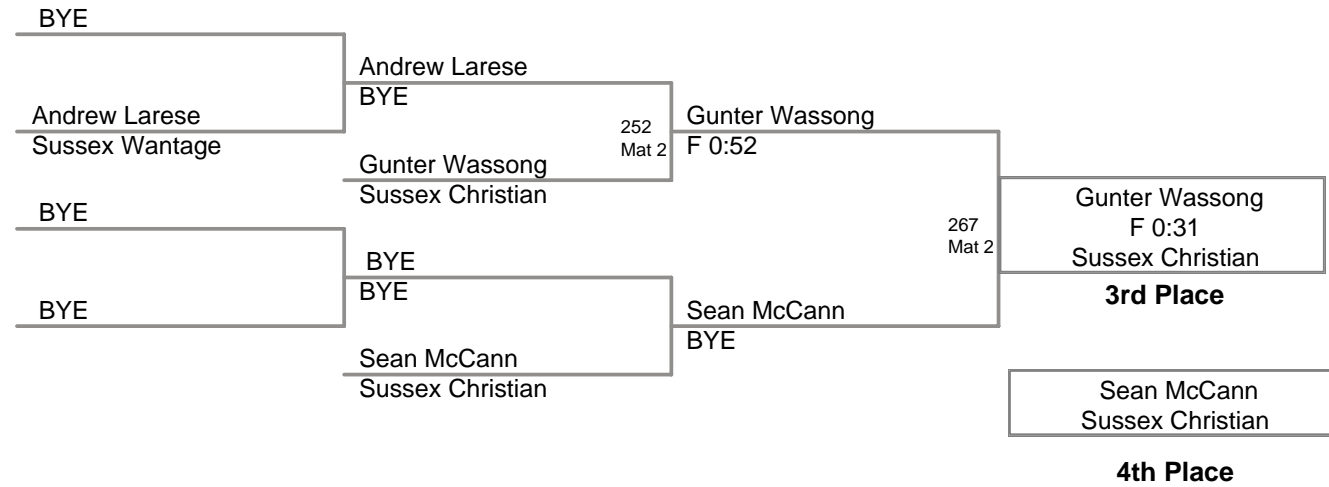 BYE
Andrew Larese
Sussex Wantage
BYE
BYE
Andrew Larese
BYE
Gunter Wassong
Sussex Christian
BYE
BYE
Sean McCann
Sussex Christian
252
Mat 2
Gunter Wassong
F 0:52
Sean McCann
BYE
267
Mat 2
Gunter Wassong
F 0:31
Sussex Christian
3rd Place
Sean McCann
Sussex Christian
4th Place